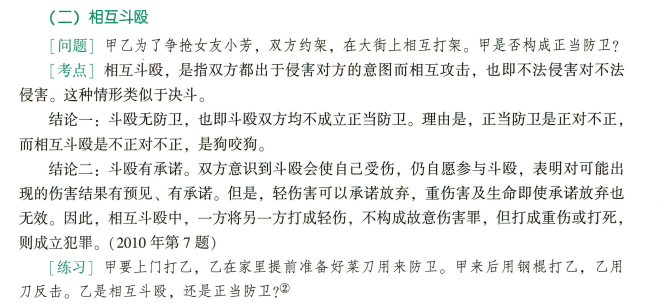 （二）相互斗殴
［问题］甲乙为了争抢女友小芳，双方约架，在大街上相互打架。甲是否构成正当防卫？
［考点］相互斗殴，是指双方都出于侵害对方的意图而相互攻击，也即不法侵害对不法
侵害。这种情形类似于决斗。
结论一：斗殴无防卫，也即斗殴双方均不成立正当防卫。理由是，正当防卫是正对不正，
而相互斗殴是不正对不正，是狗咬狗。
结论二：斗殴有承诺。双方意识到斗殴会使自己受伤，仍自愿参与斗殴，表明对可能出
现的伤害结果有预见、有承诺。但是，轻伤害可以承诺放弃，重伤害及生命即使承诺放弃也
无效。因此，相互斗殴中，一方将另一方打成轻伤，不构成故意伤害罪，但打成重伤或打死，
则成立犯罪。（2010 年第 7 题）
［练习］甲要上门打乙，乙在家里提前准备好菜刀用来防卫。甲来后用钢棍打乙，乙用
刀反击。乙是相互斗殴，还是正当防卫？②